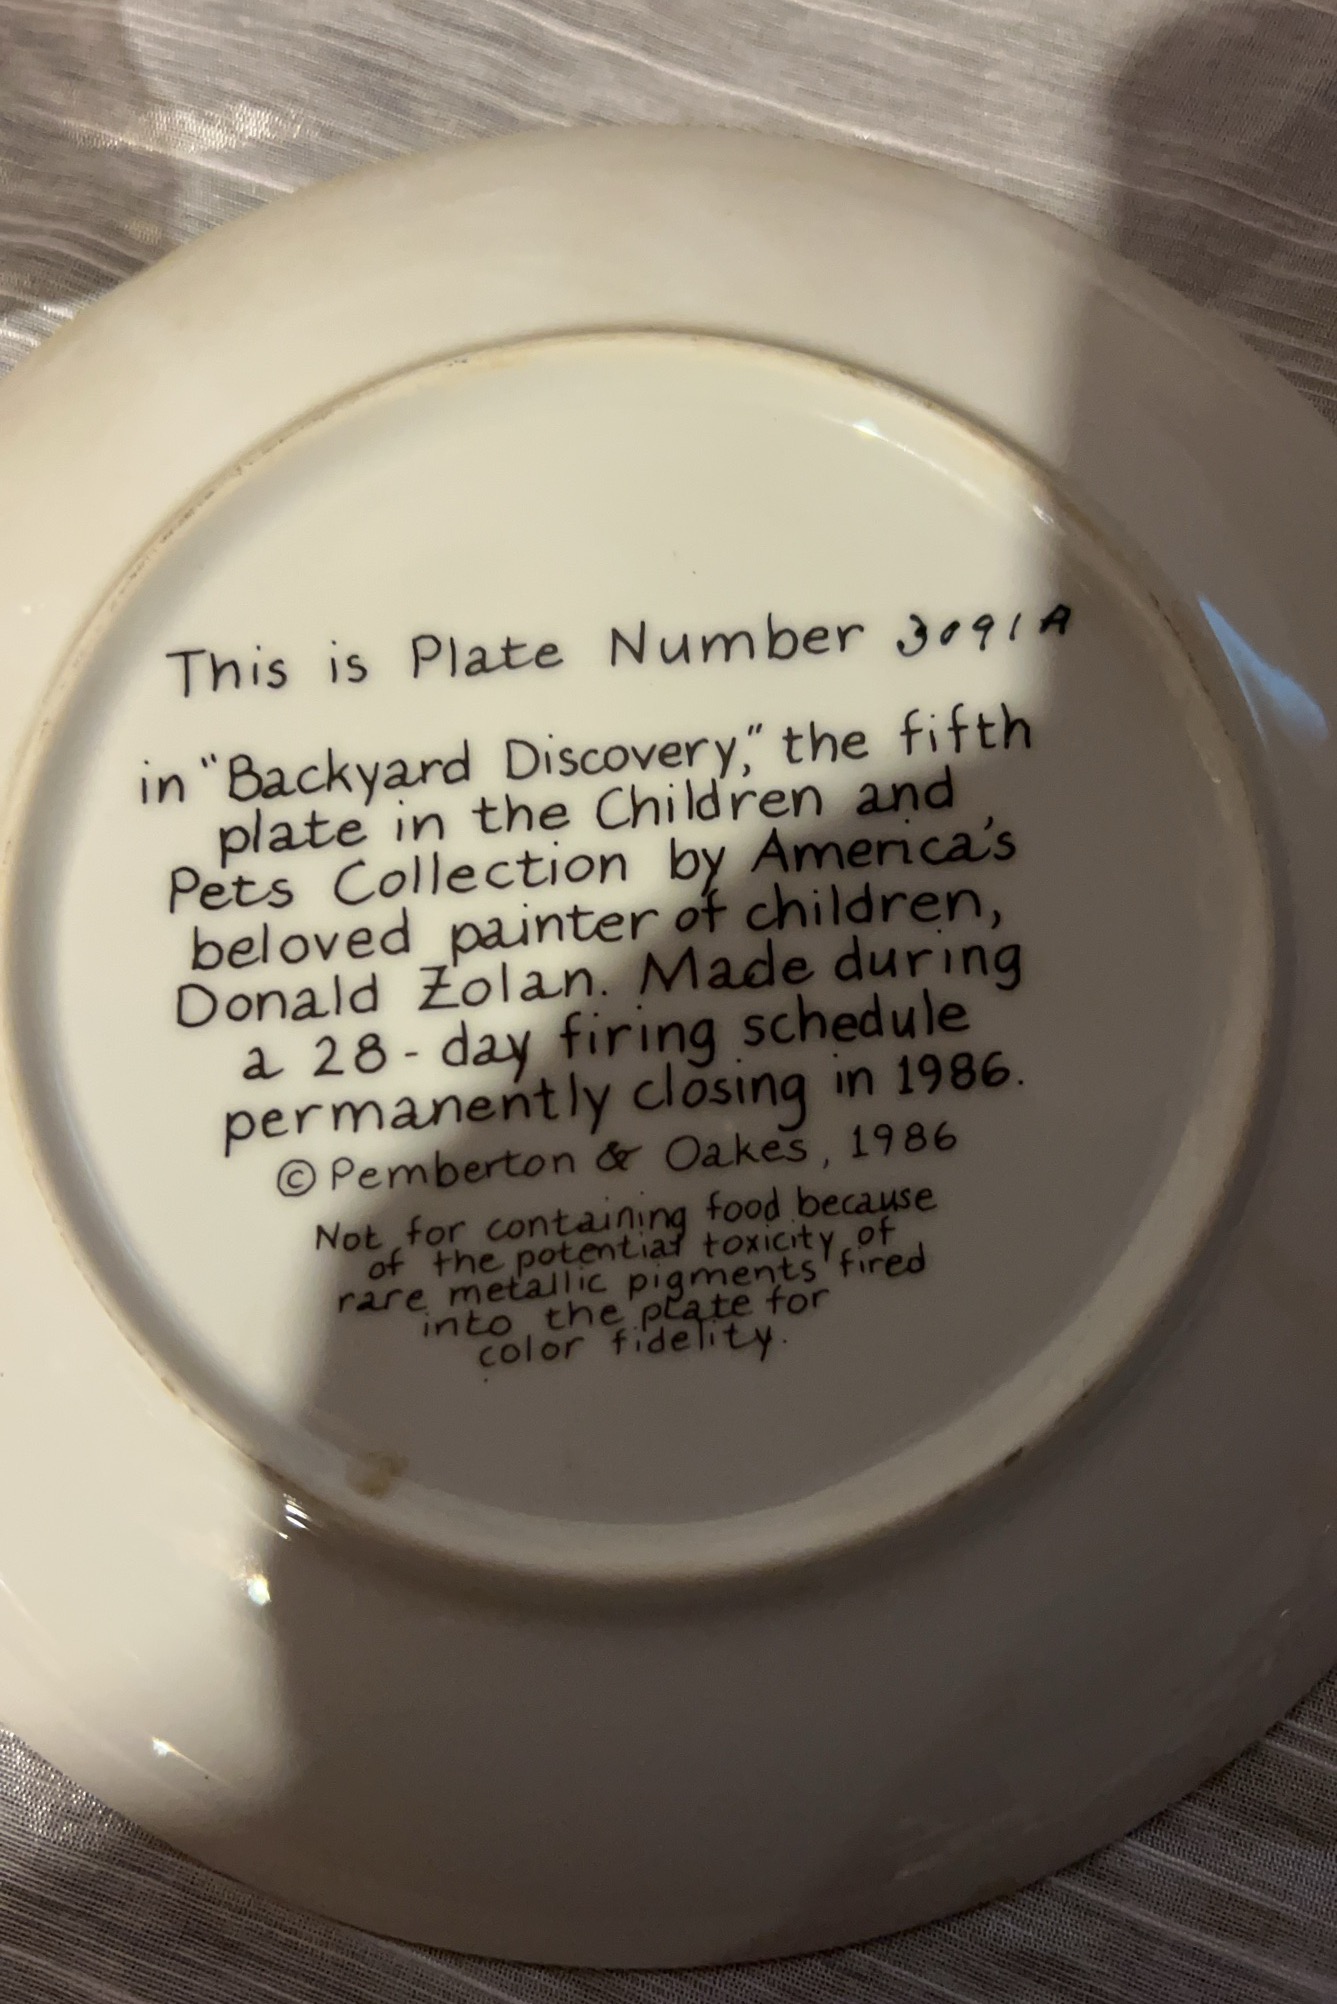 This is Plate Number 3091A
in "Backyard Discovery," the fifth
plate in the Children and
Pets Collection by America's
beloved painter of children,
Donald Zolan. Made during
a 28-day firing schedule
permanently closing in 1986.
© Pemberton & Oakes, 1986
Not for containing food because
of the potential toxicity of
rare metallic pigments fired
into the plate for
color fidelity.